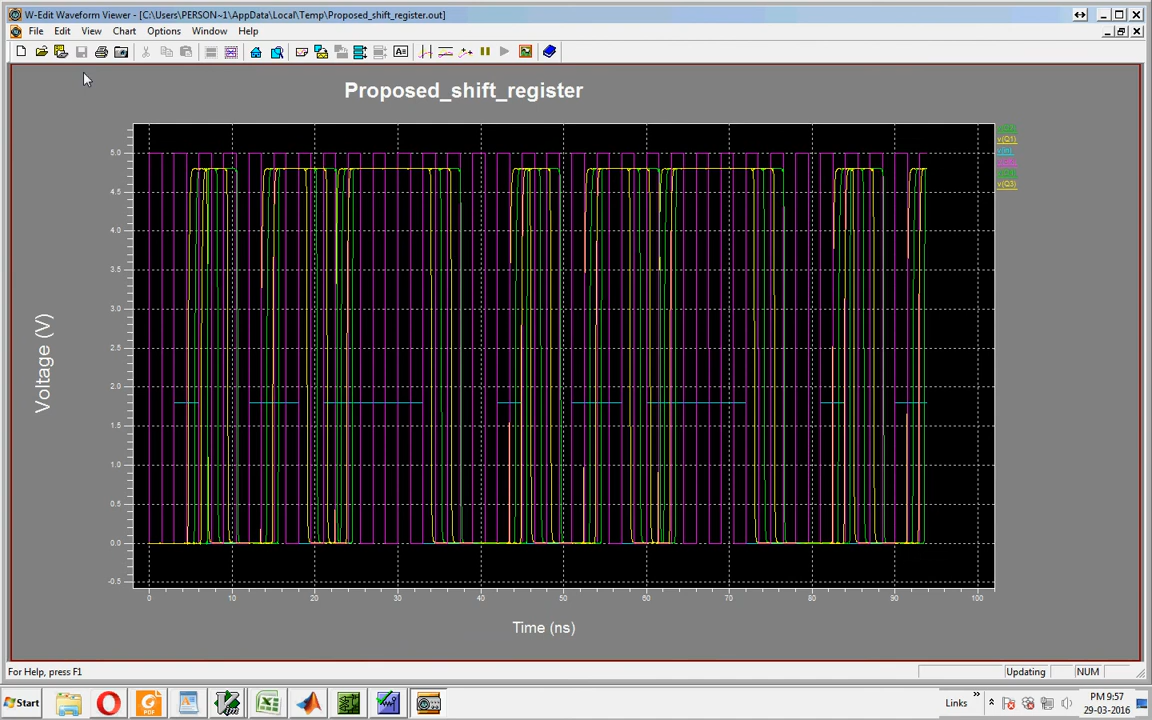 W-Edit Waveform Viewer - [C:\Users\PERSON~1\AppData\Local\Temp\Proposed_shift_register.out]
File Edit View Chart Options Window Help
Proposed_shift_register
v(Q1)
v(Q3)
5.0
4.5
4.0
3.5
3.0
2.5
2.0
1.5
1.0
0.5
0.0
-0.5
Voltage (V)
0 10 20 30 40 50 60 70 80 90 100
Time (ns)
For Help, press F1
Updating NUM
Start
PDF
Links
PM 9:57
29-03-2016